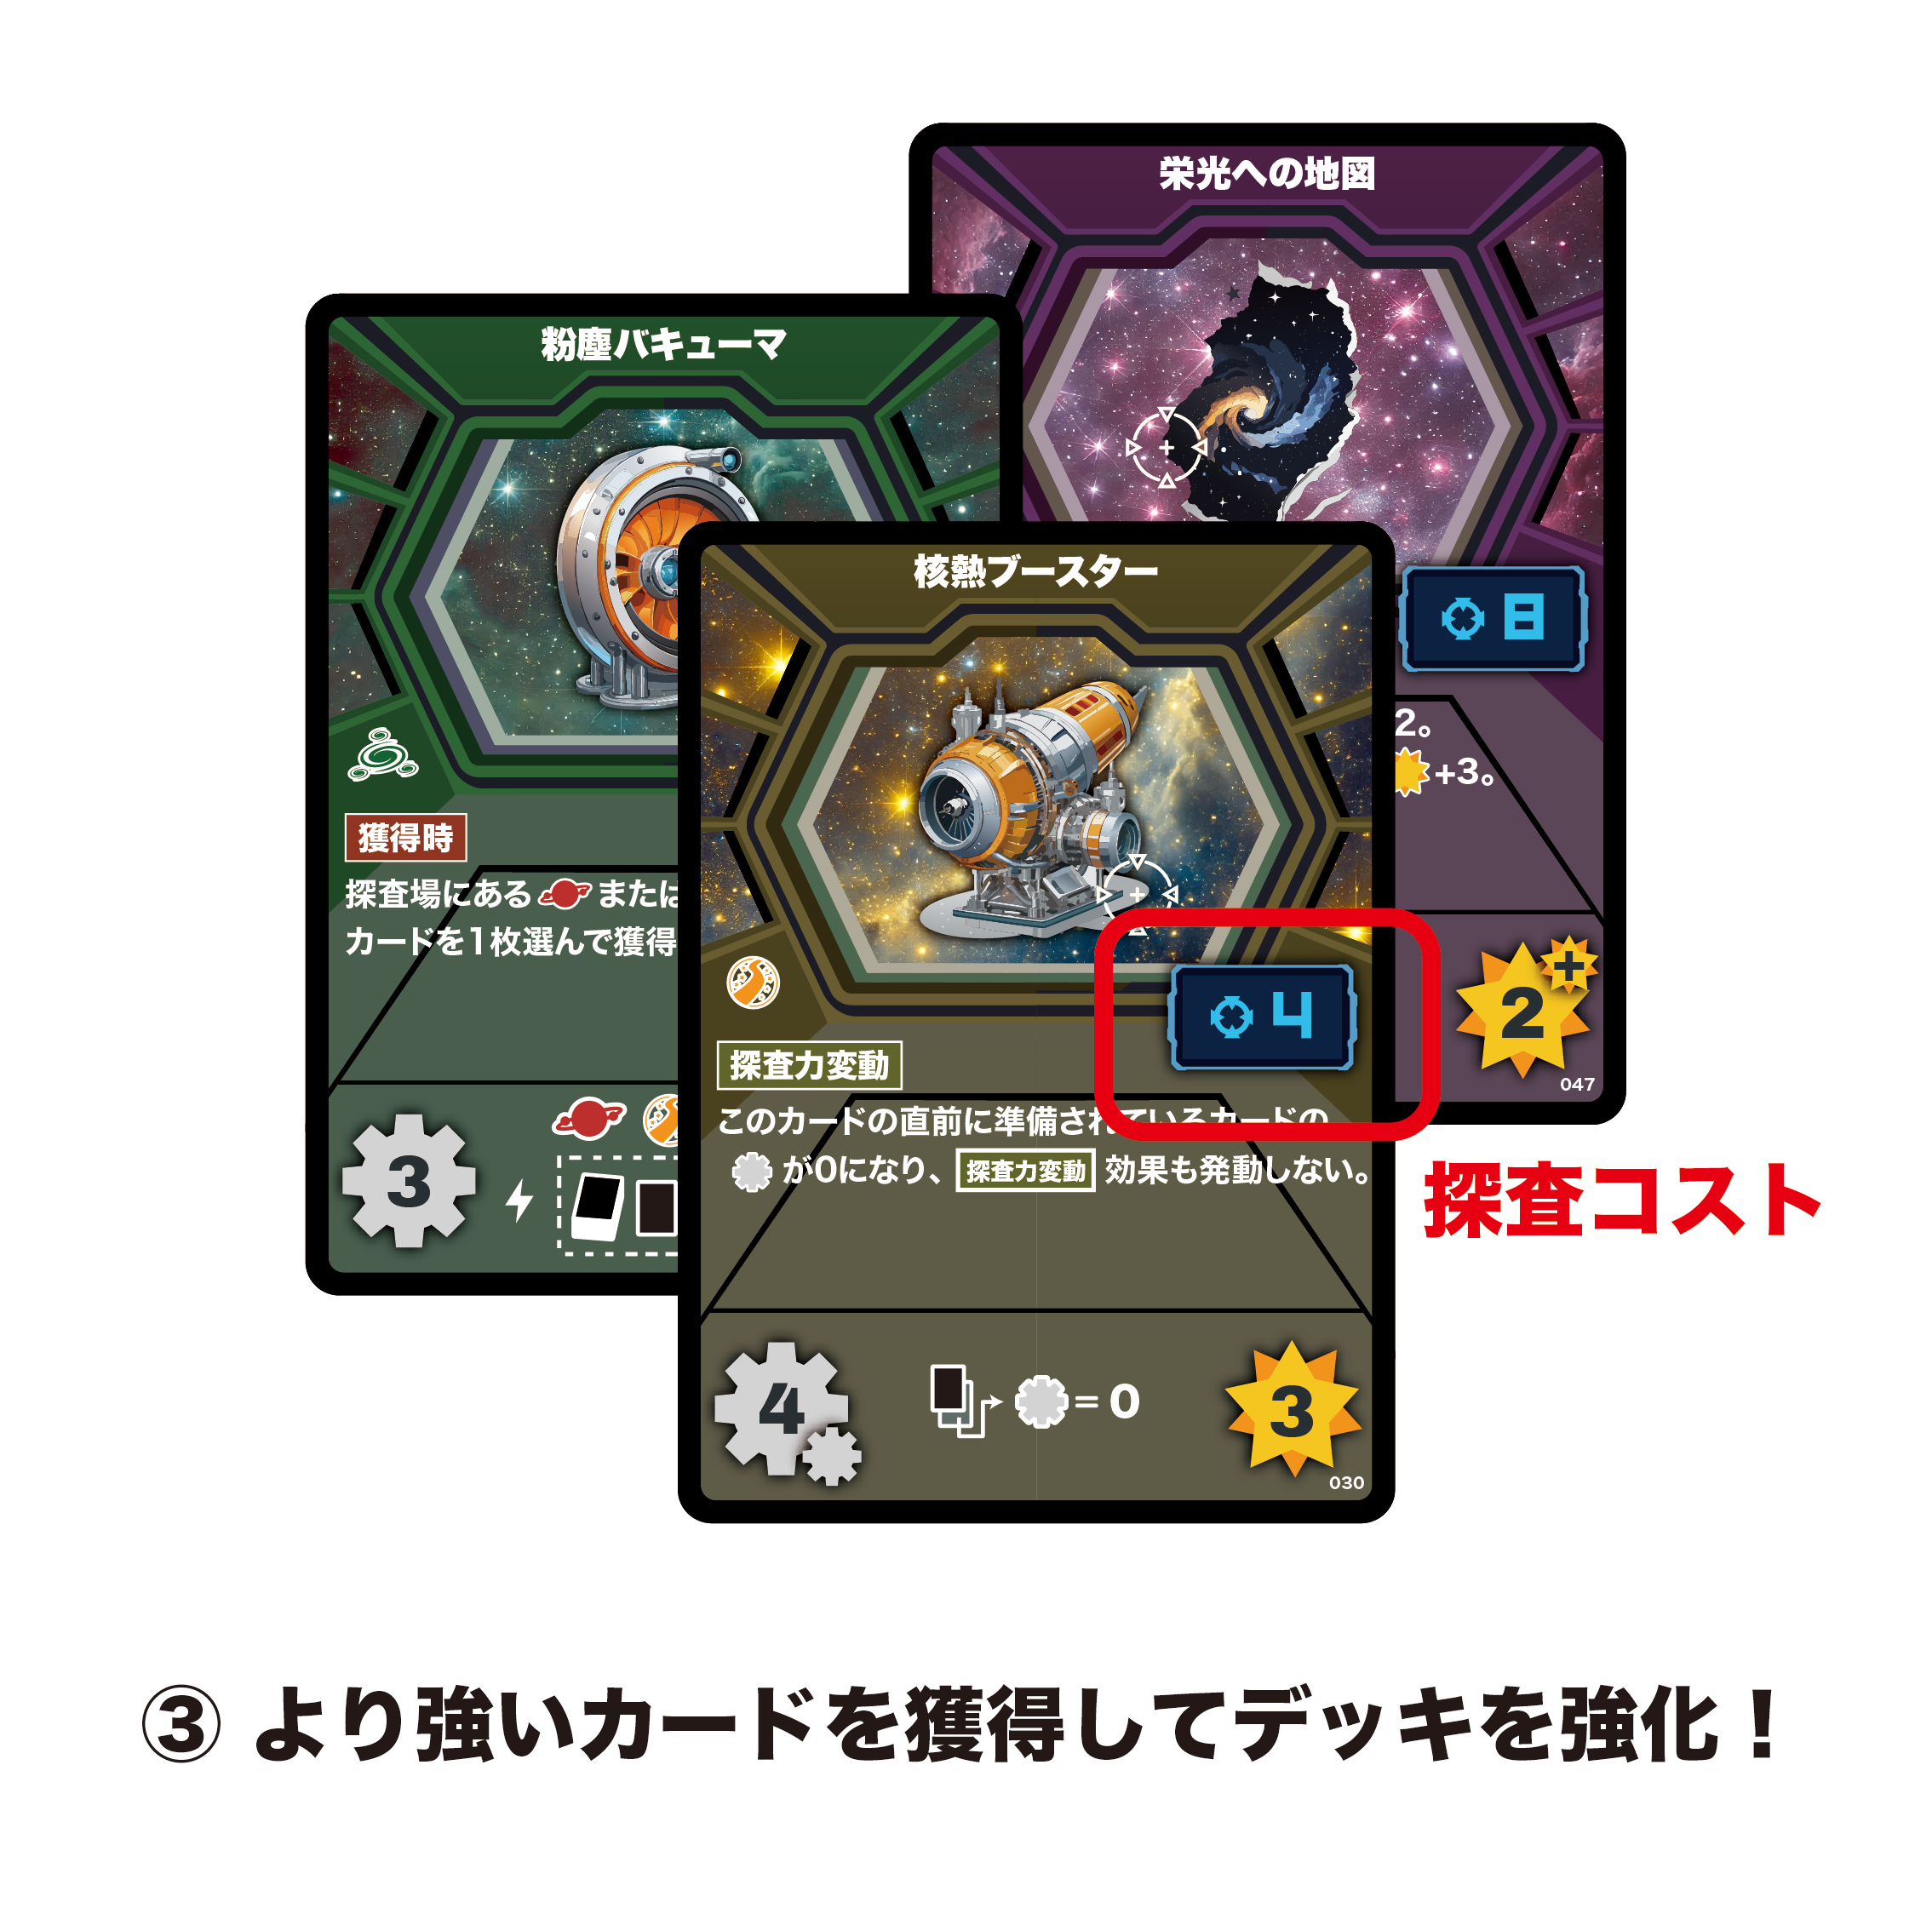 栄光への地図
8
2。
+3。
2
+
047
粉塵バキューマ
獲得時
探査場にある または
カードを1枚選んで獲得
3
核熱ブースター
4
探査力変動
このカードの直前に準備されているカードの
が0になり、 探査力変動 効果も発動しない。
4
= 0
3
030
探査コスト
③ より強いカードを獲得してデッキを強化！